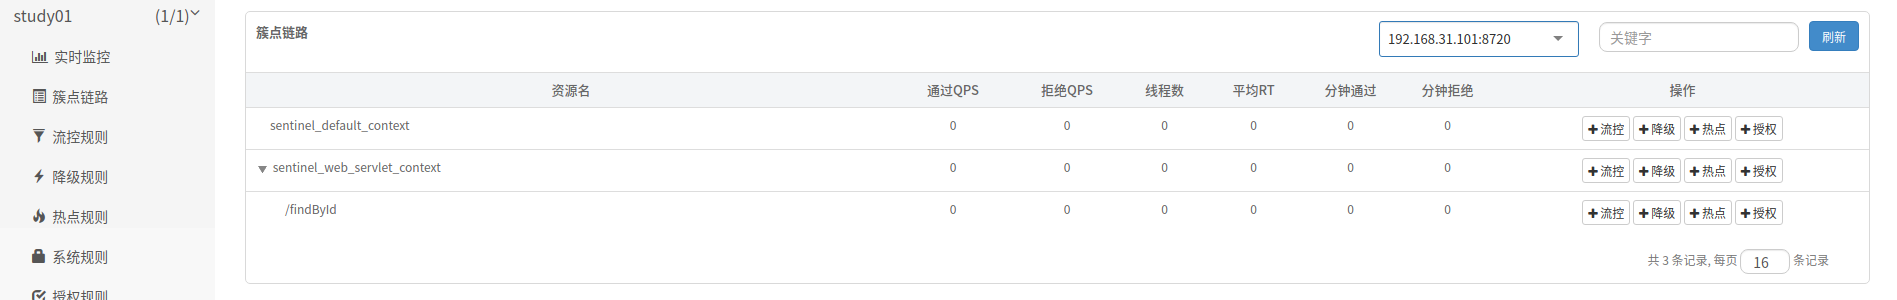 study01 (1/1)
实时监控
簇点链路
流控规则
降级规则
热点规则
系统规则
授权规则
簇点链路 192.168.31.101:8720 关键字 刷新
资源名 通过QPS 拒绝QPS 线程数 平均RT 分钟通过 分钟拒绝 操作
sentinel_default_context 0 0 0 0 0 0 流控 降级 热点 授权
sentinel_web_servlet_context 0 0 0 0 0 0 流控 降级 热点 授权
/findById 0 0 0 0 0 0 流控 降级 热点 授权
共 3 条记录, 每页 16 条记录